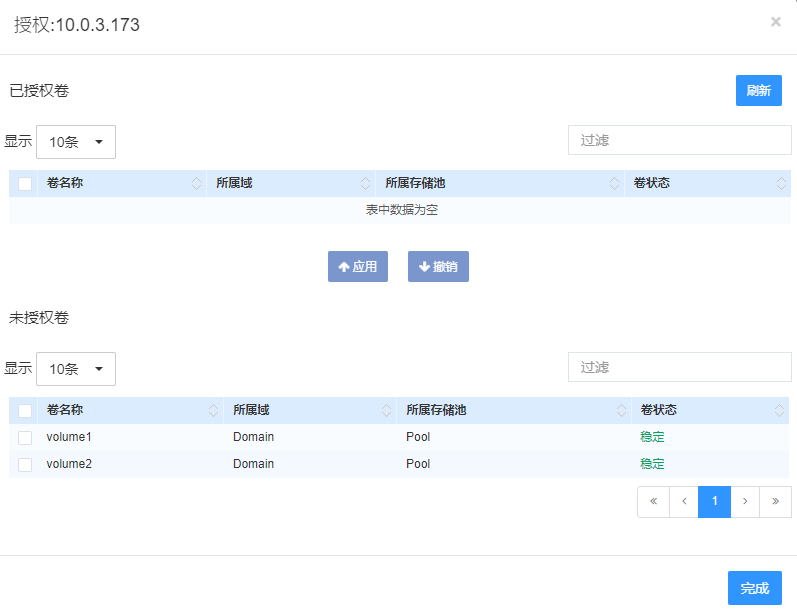 授权:10.0.3.173 ×
已授权卷 刷新
显示 10条 过滤
卷名称 所属域 所属存储池 卷状态
表中数据为空
应用 撤销
未授权卷
显示 10条 过滤
卷名称 所属域 所属存储池 卷状态
volume1 Domain Pool 稳定
volume2 Domain Pool 稳定
« ‹ 1 › »
完成